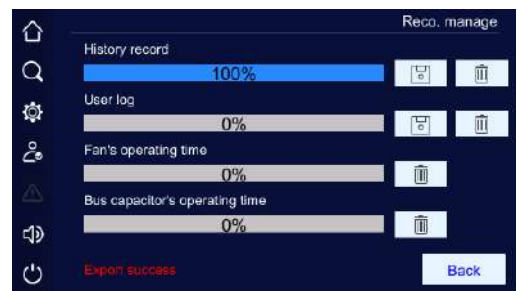 Reco. manage
History record
100%
User log
0%
Fan's operating time
0%
Bus capacitor's operating time
0%
Export success
Back